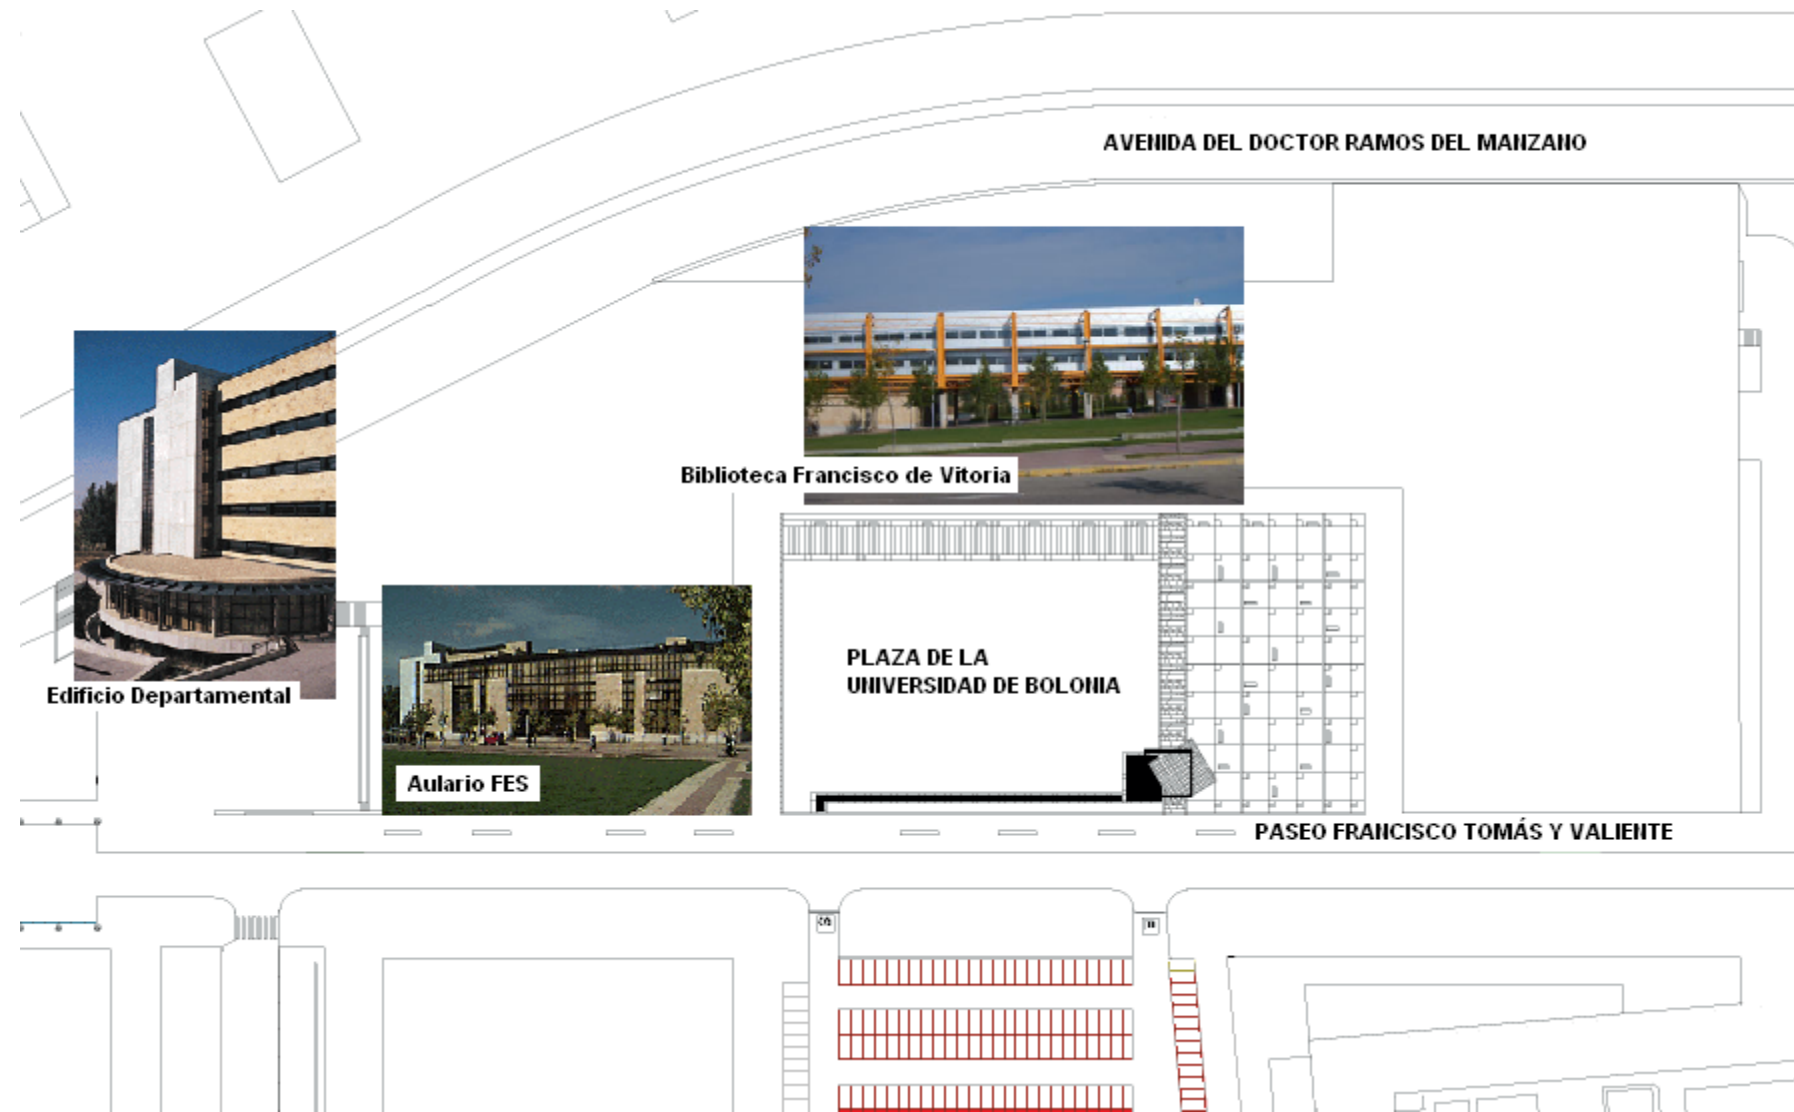 AVENIDA DEL DOCTOR RAMOS DEL MANZANO
Biblioteca Francisco de Vitoria
PLAZA DE LA
UNIVERSIDAD DE BOLONIA
Edificio Departamental
Aulario FES
PASEO FRANCISCO TOMÁS Y VALIENTE